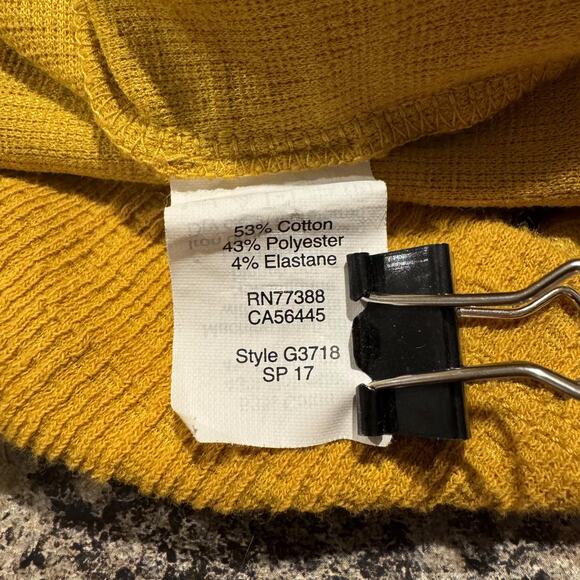 53% Cotton
43% Polyester
4% Elastane
RN77388
CA56445
Style G3718
SP 17